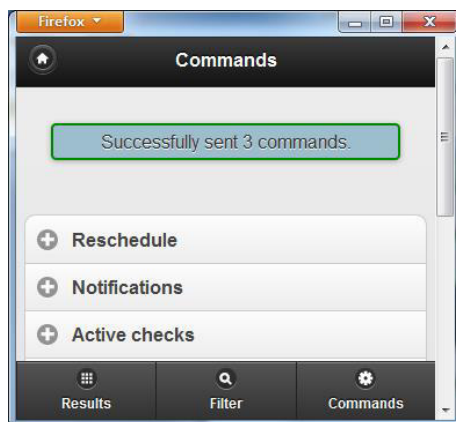 Firefox
Commands
Successfully sent 3 commands.
Reschedule
Notifications
Active checks
Results
Filter
Commands